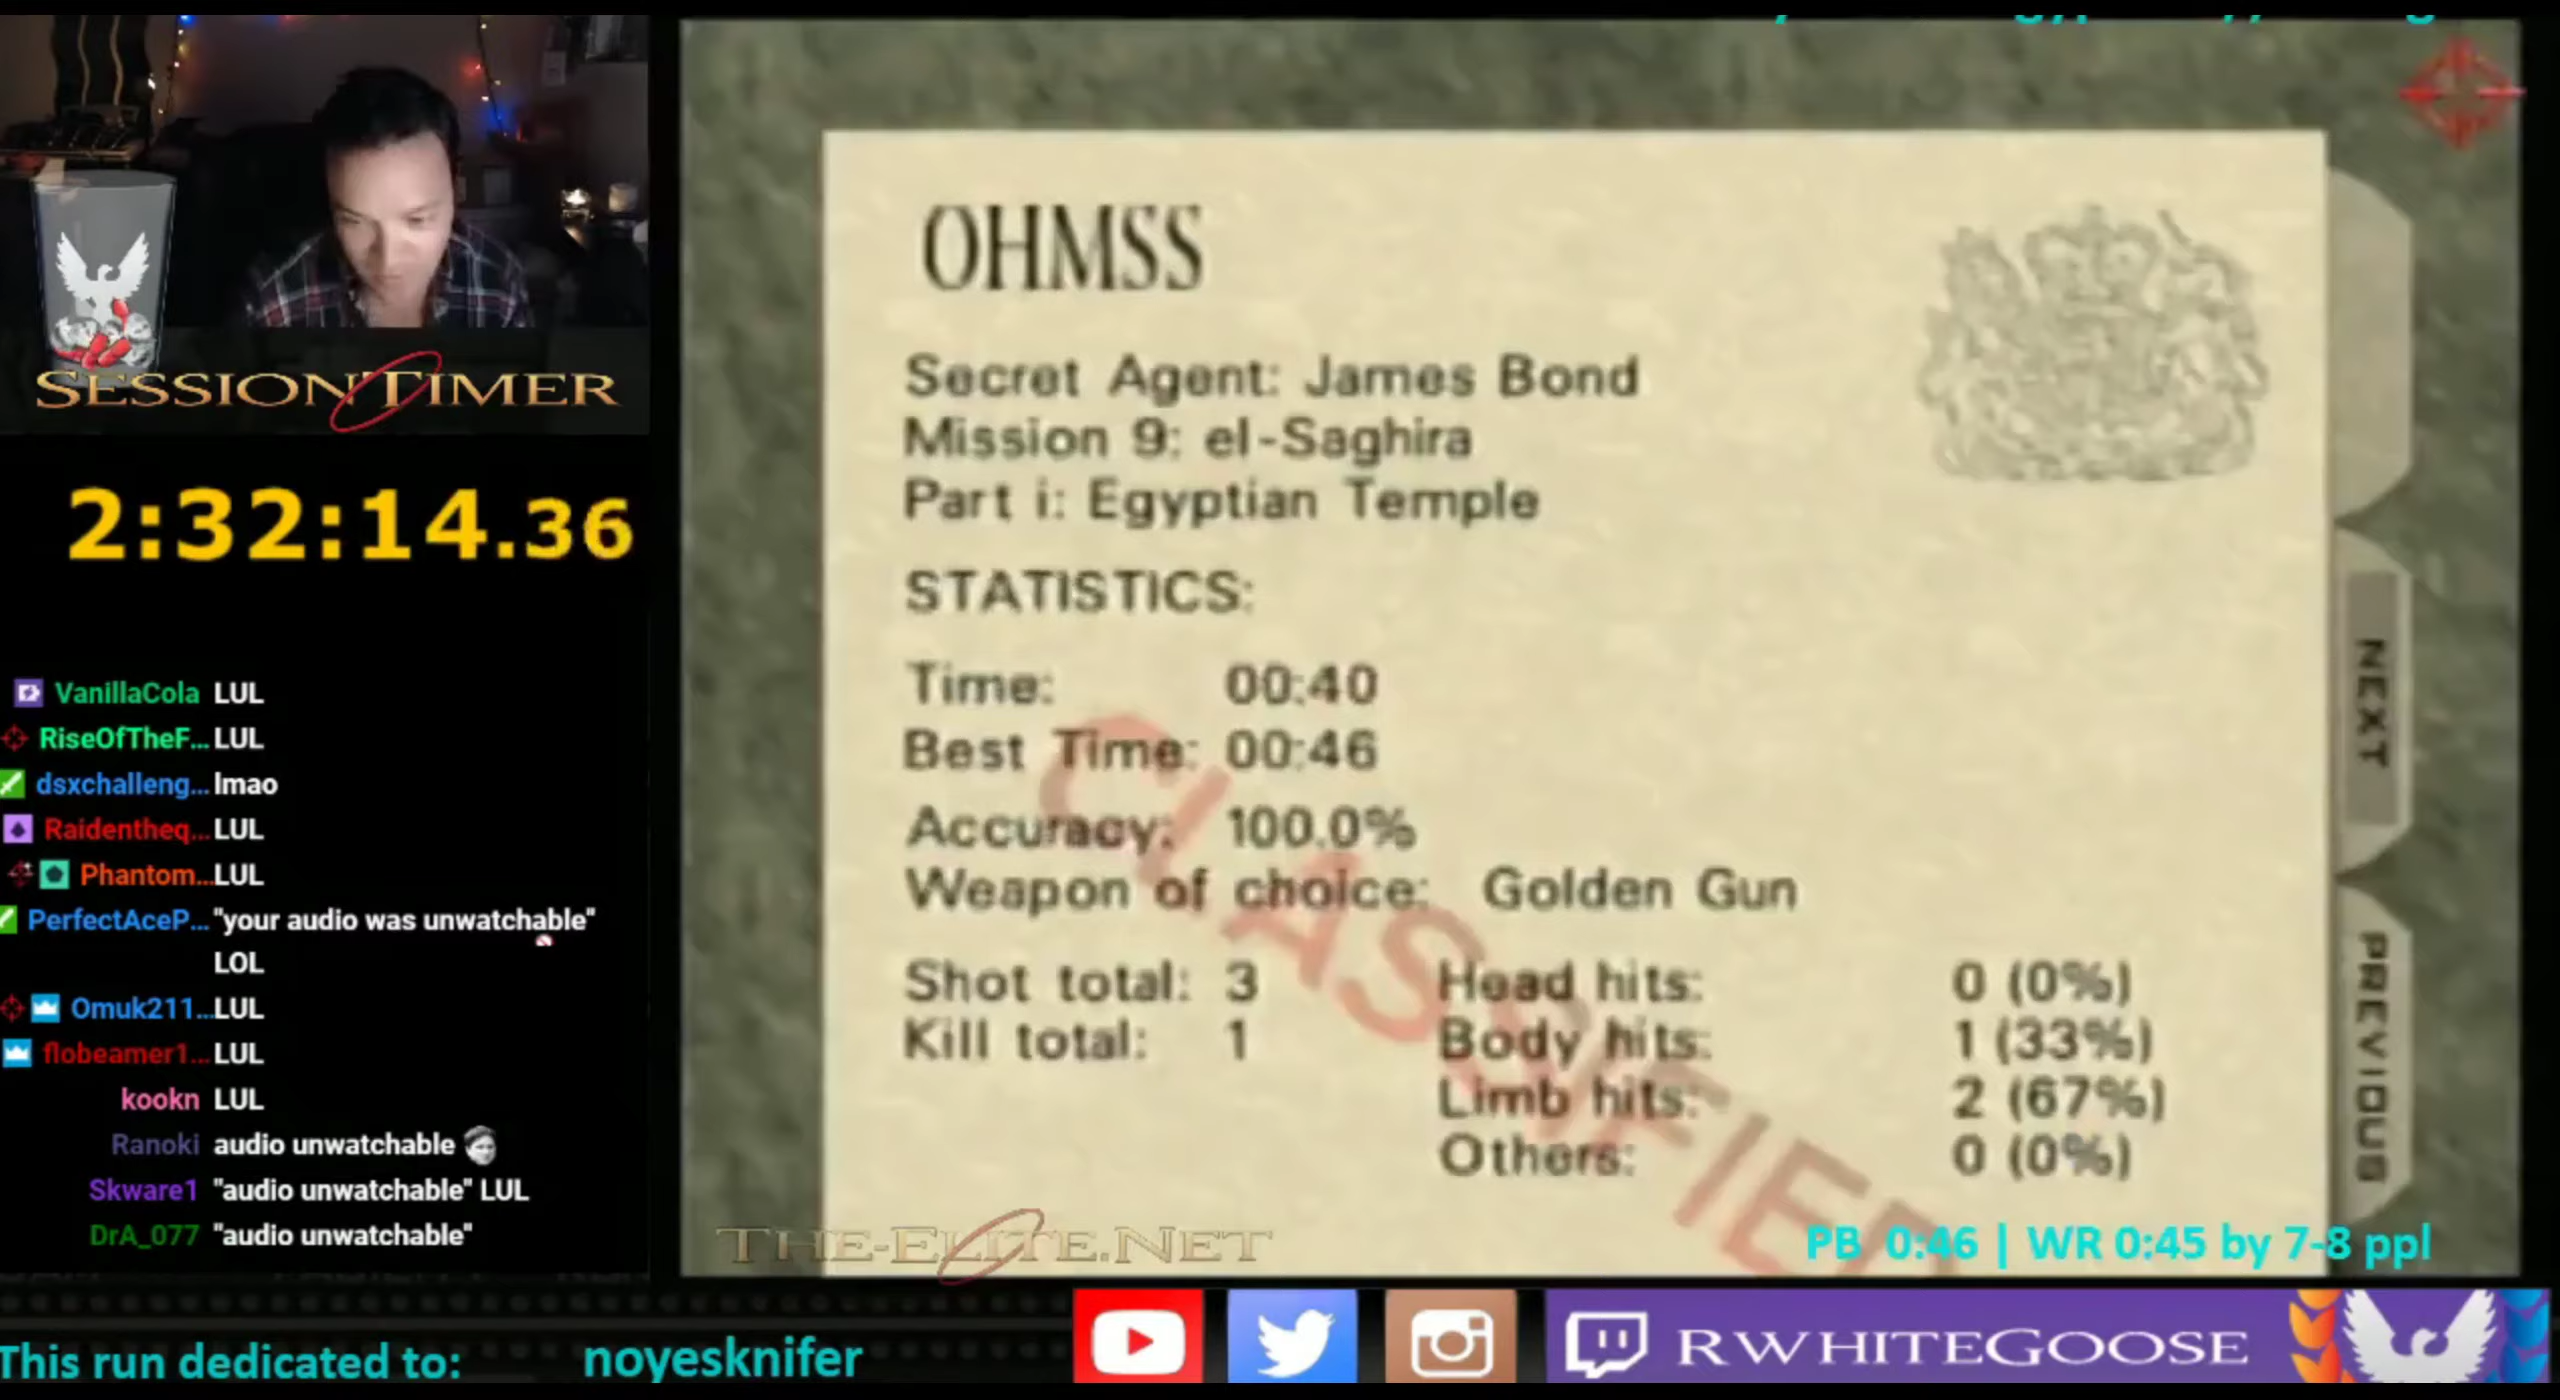 SESSION TIMER
2:32:14.36
VanillaCola LUL
RiseOfTheF... LUL
dsxchalleng... lmao
Raidentheq... LUL
Phantom... LUL
PerfectAceP... "your audio was unwatchable"
LOL
Omuk211... LUL
flobeamer1... LUL
kookn LUL
Ranoki audio unwatchable
Skware1 "audio unwatchable" LUL
DrA_077 "audio unwatchable"
OHMSS
Secret Agent: James Bond
Mission 9: el-Saghira
Part i: Egyptian Temple
STATISTICS:
Time: 00:40
Best Time: 00:46
Accuracy: 100.0%
Weapon of choice: Golden Gun
Shot total: 3 Head hits: 0 (0%)
Kill total: 1 Body hits: 1 (33%)
Limb hits: 2 (67%)
Others: 0 (0%)
CLASSIFIED
NEXT
PREVIOUS
THE-ELITE.NET
PB 0:46 | WR 0:45 by 7-8 ppl
This run dedicated to: noyesknifer
RWHITEGOOSE